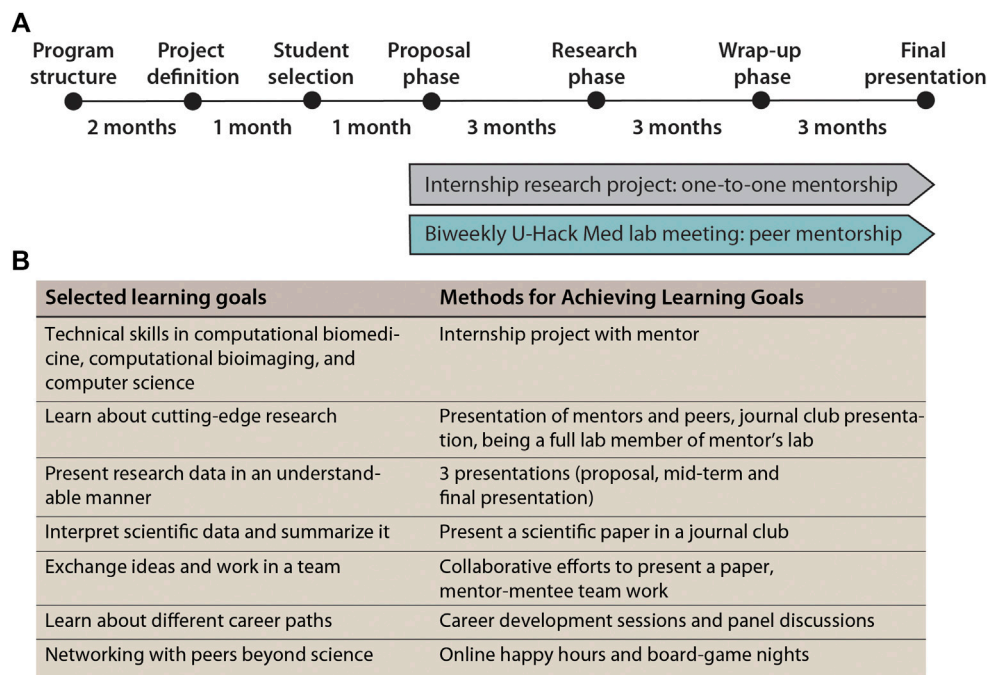 A
Program structure
Project definition
Student selection
Proposal phase
Research phase
Wrap-up phase
Final presentation
2 months
1 month
1 month
3 months
3 months
3 months
Internship research project: one-to-one mentorship
Biweekly U-Hack Med lab meeting: peer mentorship
B
Selected learning goals
Methods for Achieving Learning Goals
Technical skills in computational biomedi-
cine, computational bioimaging, and
computer science
Internship project with mentor
Learn about cutting-edge research
Presentation of mentors and peers, journal club presenta-
tion, being a full lab member of mentor's lab
Present research data in an understand-
able manner
3 presentations (proposal, mid-term and
final presentation)
Interpret scientific data and summarize it
Present a scientific paper in a journal club
Exchange ideas and work in a team
Collaborative efforts to present a paper,
mentor-mentee team work
Learn about different career paths
Career development sessions and panel discussions
Networking with peers beyond science
Online happy hours and board-game nights